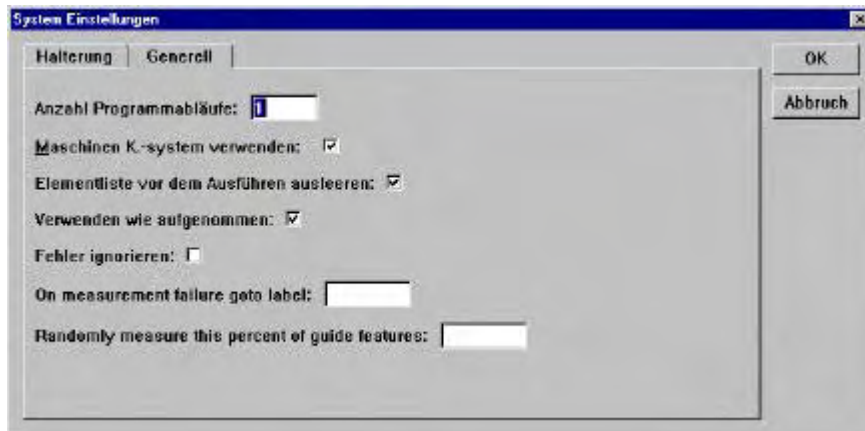 System Einstellungen
Halterung Generell
OK
Abbruch
Anzahl Programmabläufe: 1
Maschinen K.-system verwenden:
Elementliste vor dem Ausführen ausleeren:
Verwenden wie aufgenommen:
Fehler ignorieren:
On measurement failure goto label:
Randomly measure this percent of guide features: